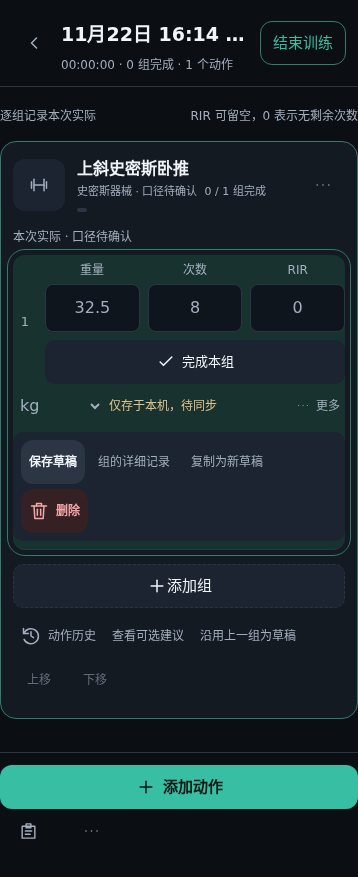 11月22日 16:14 ...
00:00:00 · 0 组完成 · 1 个动作
结束训练
逐组记录本次实际
RIR 可留空，0 表示无剩余次数
上斜史密斯卧推
史密斯器械 · 口径待确认 0 / 1 组完成
本次实际 · 口径待确认
重量 次数 RIR
1 32.5 8 0
完成本组
kg 仅存于本机，待同步 ··· 更多
保存草稿 组的详细记录 复制为新草稿
删除
添加组
动作历史 查看可选建议 沿用上一组为草稿
上移 下移
添加动作